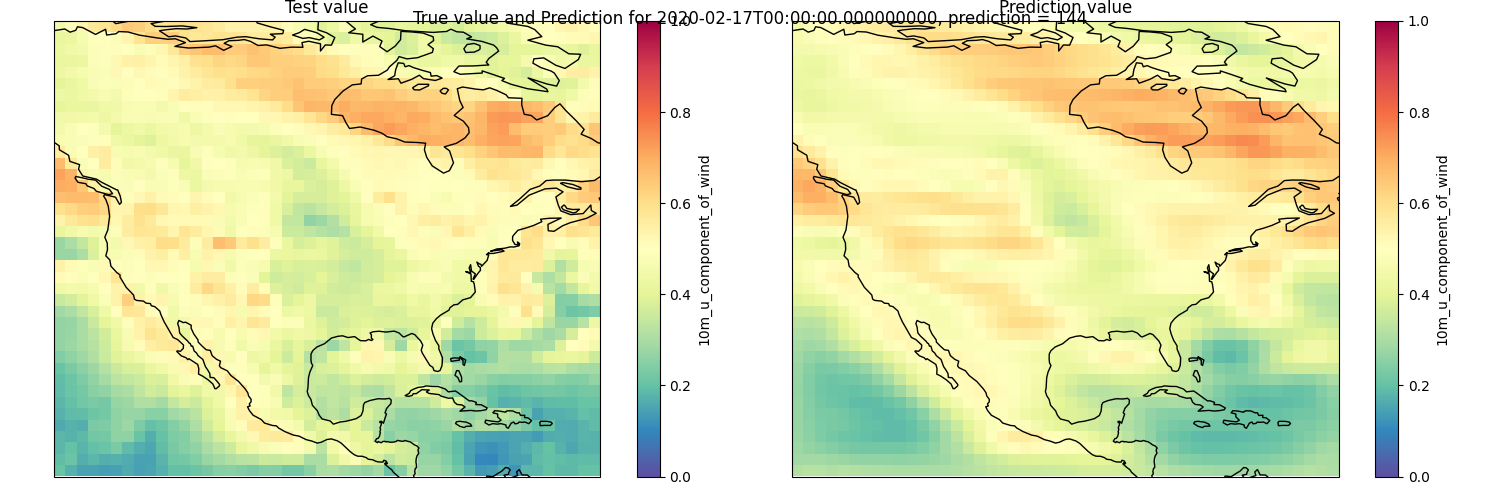 Test value
Prediction value
True value and Prediction for 2020-02-17T00:00:00.000000000, prediction = 144
1.0
0.8
0.6
0.4
0.2
0.0
10m_u_component_of_wind
1.0
0.8
0.6
0.4
0.2
0.0
10m_u_component_of_wind